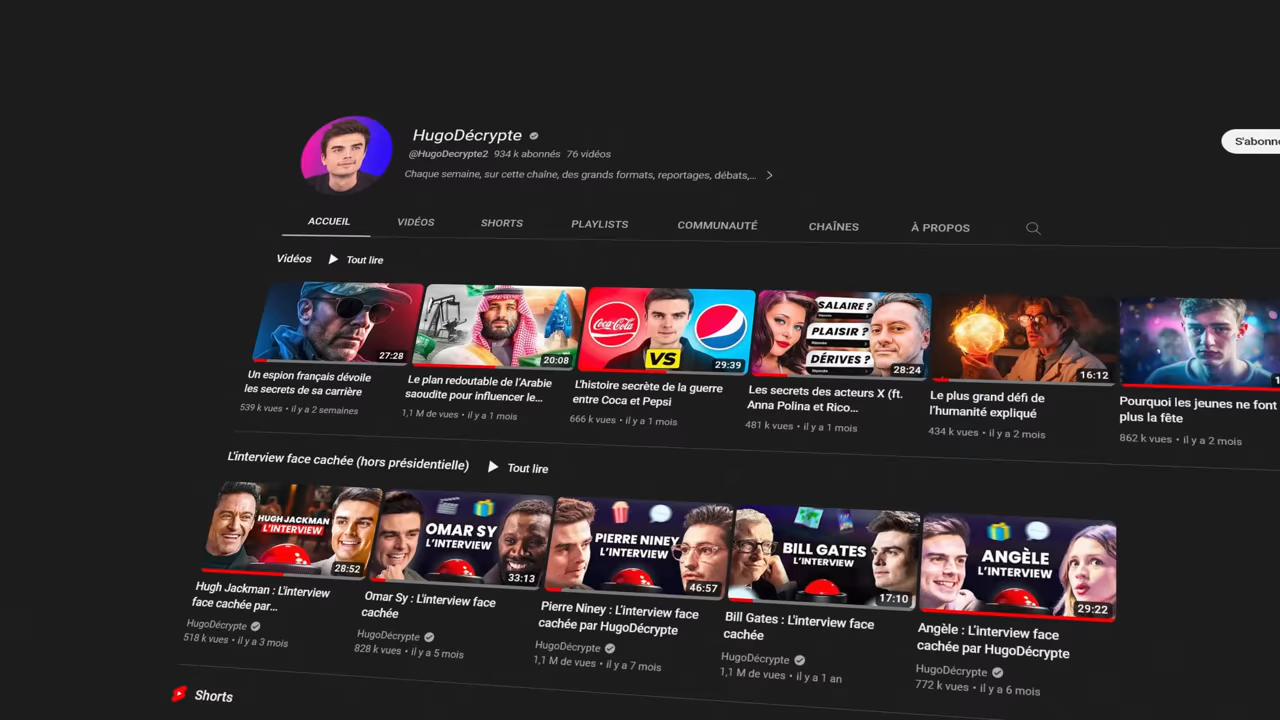 HugoDécrypte
@HugoDecrypte2 934 k abonnés 76 vidéos
Chaque semaine, sur cette chaîne, des grands formats, reportages, débats,...
S'abonne
ACCUEIL VIDÉOS SHORTS PLAYLISTS COMMUNAUTÉ CHAÎNES À PROPOS
Vidéos Tout lire
27:28
20:08
Coca-Cola
VS
29:39
SALAIRE ?
PLAISIR ?
DÉRIVES ?
28:24
16:12
1
Un espion français dévoile
les secrets de sa carrière
539 k vues • il y a 2 semaines
Le plan redoutable de l'Arabie
saoudite pour influencer le...
1,1 M de vues • il y a 1 mois
L'histoire secrète de la guerre
entre Coca et Pepsi
666 k vues • il y a 1 mois
Les secrets des acteurs X (ft.
Anna Polina et Rico...
481 k vues • il y a 1 mois
Le plus grand défi de
l'humanité expliqué
434 k vues • il y a 2 mois
Pourquoi les jeunes ne font
plus la fête
862 k vues • il y a 2 mois
L'interview face cachée (hors présidentielle) Tout lire
HUGH JACKMAN
L'INTERVIEW
28:52
OMAR SY
L'INTERVIEW
33:13
PIERRE NINEY
L'INTERVIEW
46:57
BILL GATES
L'INTERVIEW
17:10
ANGÈLE
L'INTERVIEW
29:22
Hugh Jackman : L'interview
face cachée par...
HugoDécrypte
518 k vues • il y a 3 mois
Omar Sy : L'interview face
cachée
HugoDécrypte
828 k vues • il y a 5 mois
Pierre Niney : L'interview face
cachée par HugoDécrypte
HugoDécrypte
1,1 M de vues • il y a 7 mois
Bill Gates : L'interview face
cachée
HugoDécrypte
1,1 M de vues • il y a 1 an
Angèle : L'interview face
cachée par HugoDécrypte
HugoDécrypte
772 k vues • il y a 6 mois
Shorts